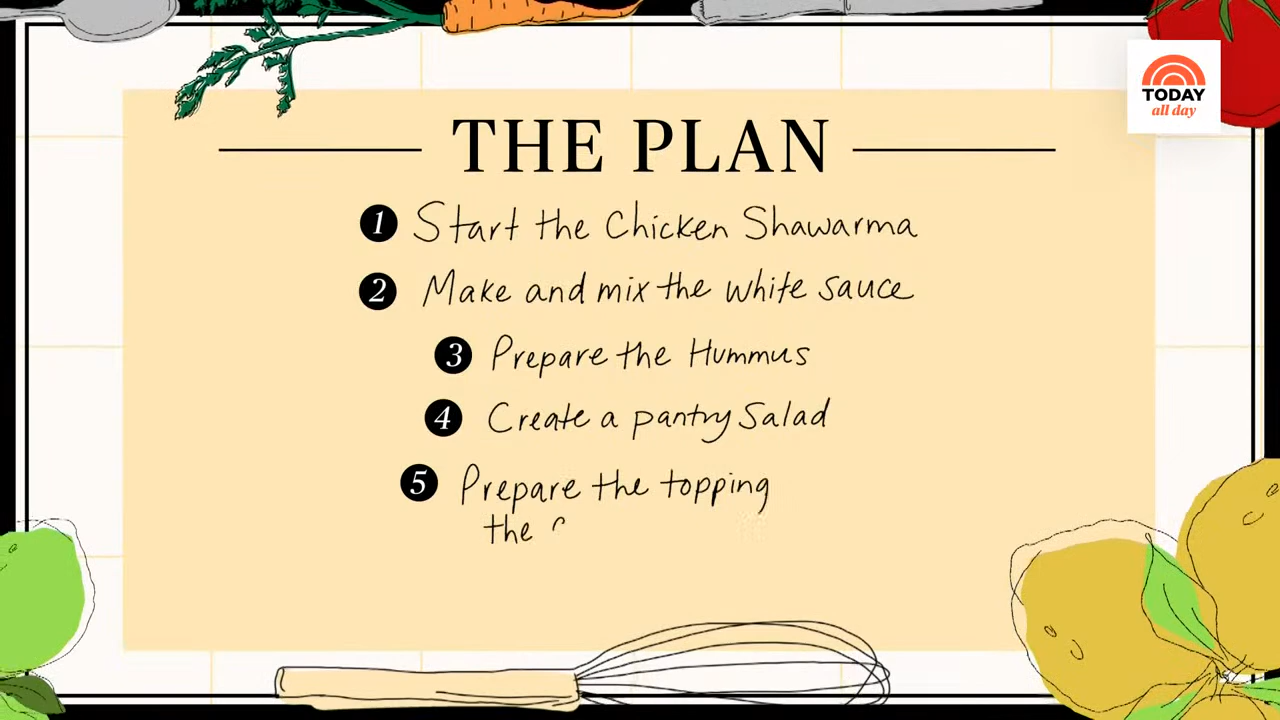 TODAY
all day
THE PLAN
1 Start the Chicken Shawarma
2 Make and mix the white sauce
3 Prepare the Hummus
4 Create a pantry Salad
5 Prepare the topping
the